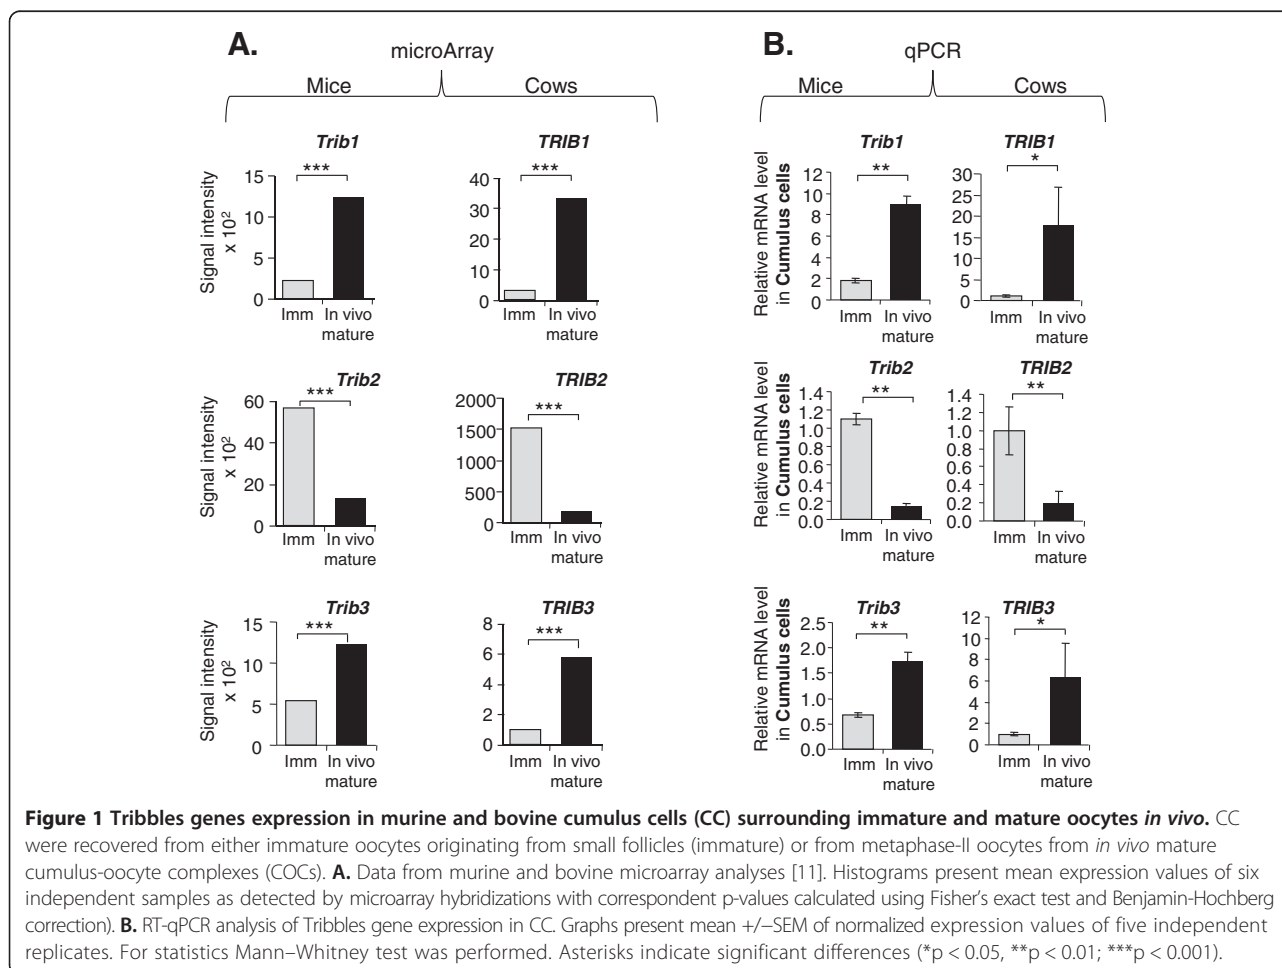 A.
microArray
Mice
Cows
B.
qPCR
Mice
Cows
Trib1
***
Signal intensity
x 10²
15
10
5
0
Imm
In vivo
mature
TRIB1
***
40
30
20
10
0
Imm
In vivo
mature
Trib1
**
Relative mRNA level
in Cumulus cells
12
10
8
6
4
2
0
Imm
In vivo
mature
TRIB1
*
30
25
20
15
10
5
0
Imm
In vivo
mature
Trib2
***
Signal intensity
x 10²
60
40
20
0
Imm
In vivo
mature
TRIB2
***
2000
1500
1000
500
0
Imm
In vivo
mature
Trib2
**
Relative mRNA level
in Cumulus cells
1.4
1.2
1.0
0.8
0.6
0.4
0.2
0.0
Imm
In vivo
mature
TRIB2
**
1.4
1.2
1.0
0.8
0.6
0.4
0.2
0.0
Imm
In vivo
mature
Trib3
***
Signal intensity
x 10²
15
10
5
0
Imm
In vivo
mature
TRIB3
***
8
6
4
2
0
Imm
In vivo
mature
Trib3
**
Relative mRNA level
in Cumulus cells
2.5
2.0
1.5
1.0
0.5
0.0
Imm
In vivo
mature
TRIB3
*
12
10
8
6
4
2
0
Imm
In vivo
mature
Figure 1 Tribbles genes expression in murine and bovine cumulus cells (CC) surrounding immature and mature oocytes in vivo. CC
were recovered from either immature oocytes originating from small follicles (immature) or from metaphase-II oocytes from in vivo mature
cumulus-oocyte complexes (COCs). A. Data from murine and bovine microarray analyses [11]. Histograms present mean expression values of six
independent samples as detected by microarray hybridizations with correspondent p-values calculated using Fisher's exact test and Benjamin-Hochberg
correction). B. RT-qPCR analysis of Tribbles gene expression in CC. Graphs present mean +/−SEM of normalized expression values of five independent
replicates. For statistics Mann–Whitney test was performed. Asterisks indicate significant differences (*p < 0.05, **p < 0.01; ***p < 0.001).